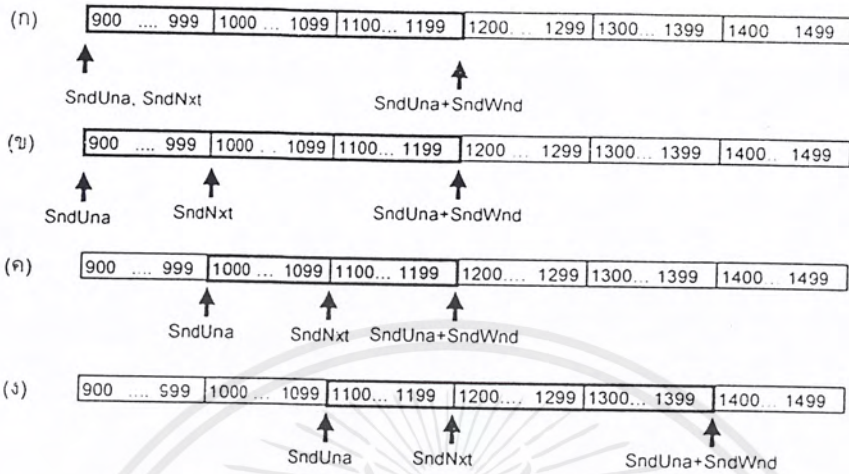 (ก) 900 .... 999 1000 ... 1099 1100... 1199 1200 ... 1299 1300... 1399 1400 ... 1499
SndUna, SndNxt SndUna+SndWnd
(ข) 900 .... 999 1000 . . 1099 1100... 1199 1200 ... 1299 1300... 1399 1400.. 1499
SndUna SndNxt SndUna+SndWnd
(ค) 900 .... 999 1000 ... 1099 1100... 1199 1200.... 1299 1300... 1399 1400... 1499
SndUna SndNxt SndUna+SndWnd
(ง) 900 .... 999 1000 ... 1099 1100... 1199 1200.... 1299 1300... 1399 1400... 1499
SndUna SndNxt SndUna+SndWnd